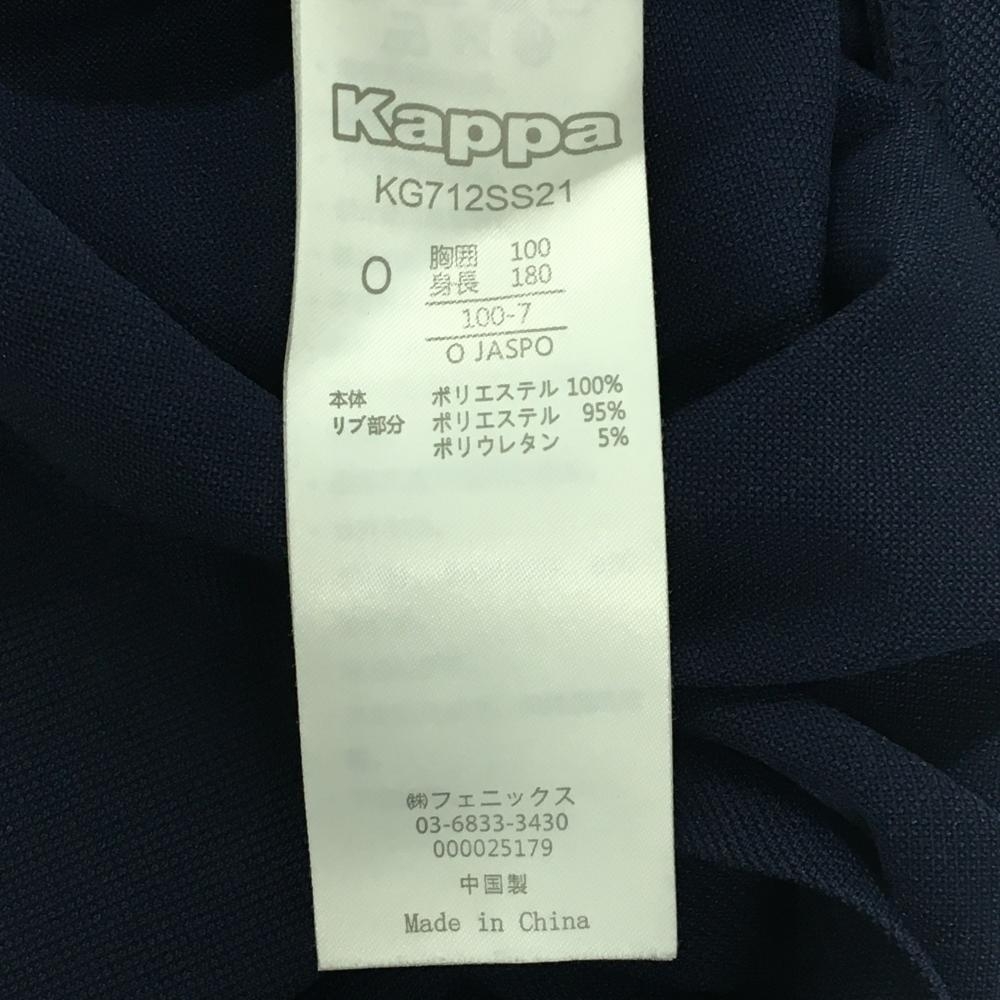 Kappa
KG712SS21
O
胸囲 100
身長 180
100-7
O JASPO
本体 ポリエステル 100%
リブ部分 ポリエステル 95%
ポリウレタン 5%
㈱フェニックス
03-6833-3430
000025179
中国製
Made in China